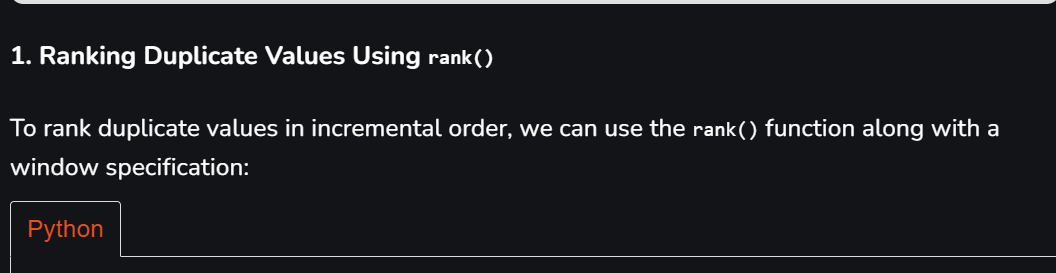 1. Ranking Duplicate Values Using rank()
To rank duplicate values in incremental order, we can use the rank() function along with a
window specification:
Python